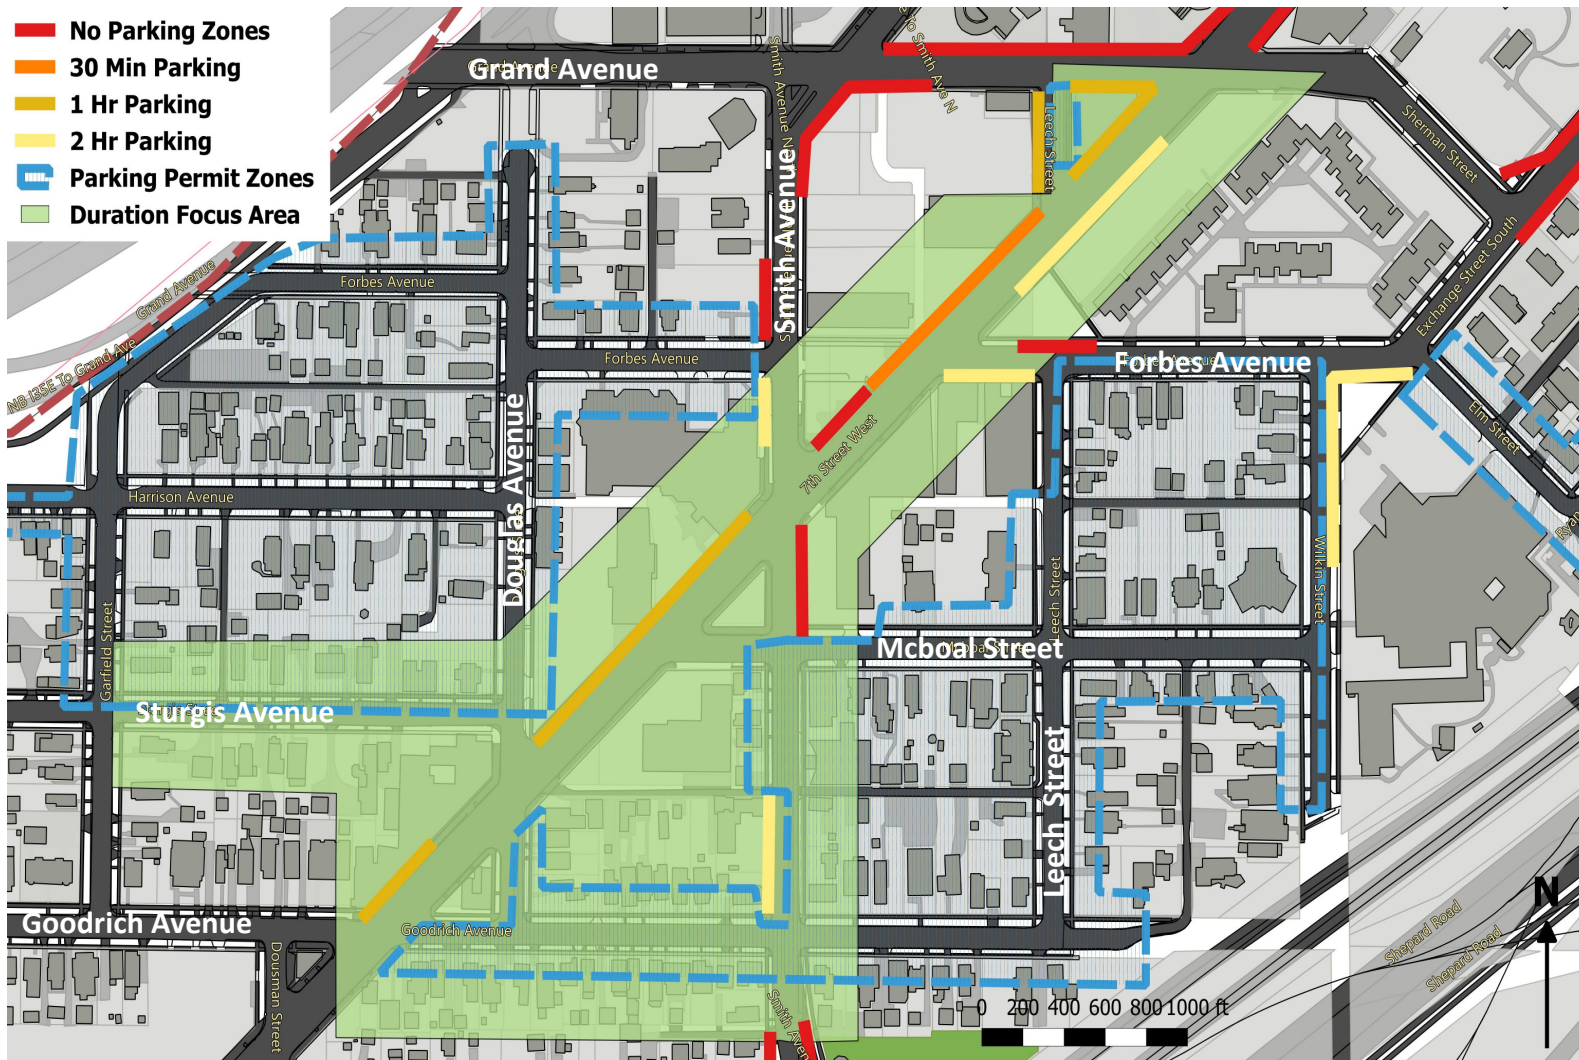 No Parking Zones
30 Min Parking
1 Hr Parking
2 Hr Parking
Parking Permit Zones
Duration Focus Area
Grand Avenue
Grand Avenue
Smith Avenue N
To Smith Ave N
Leech Street
Sherman Street
Smith Avenue
Exchange Street South
Grand Avenue
Forbes Avenue
NB I35E To Grand Ave
Forbes Avenue
Forbes Avenue
Elm Street
Douglas Avenue
7th Street West
Harrison Avenue
Ryan
Wilkin Street
Leech Street
Garfield Street
Mcboal Street
Sturgis Avenue
Leech Street
Goodrich Avenue
Goodrich Avenue
Dousman Street
Shepard Road
Shepard Road
N
Smith Aven
0 200 400 600 800 1000 ft